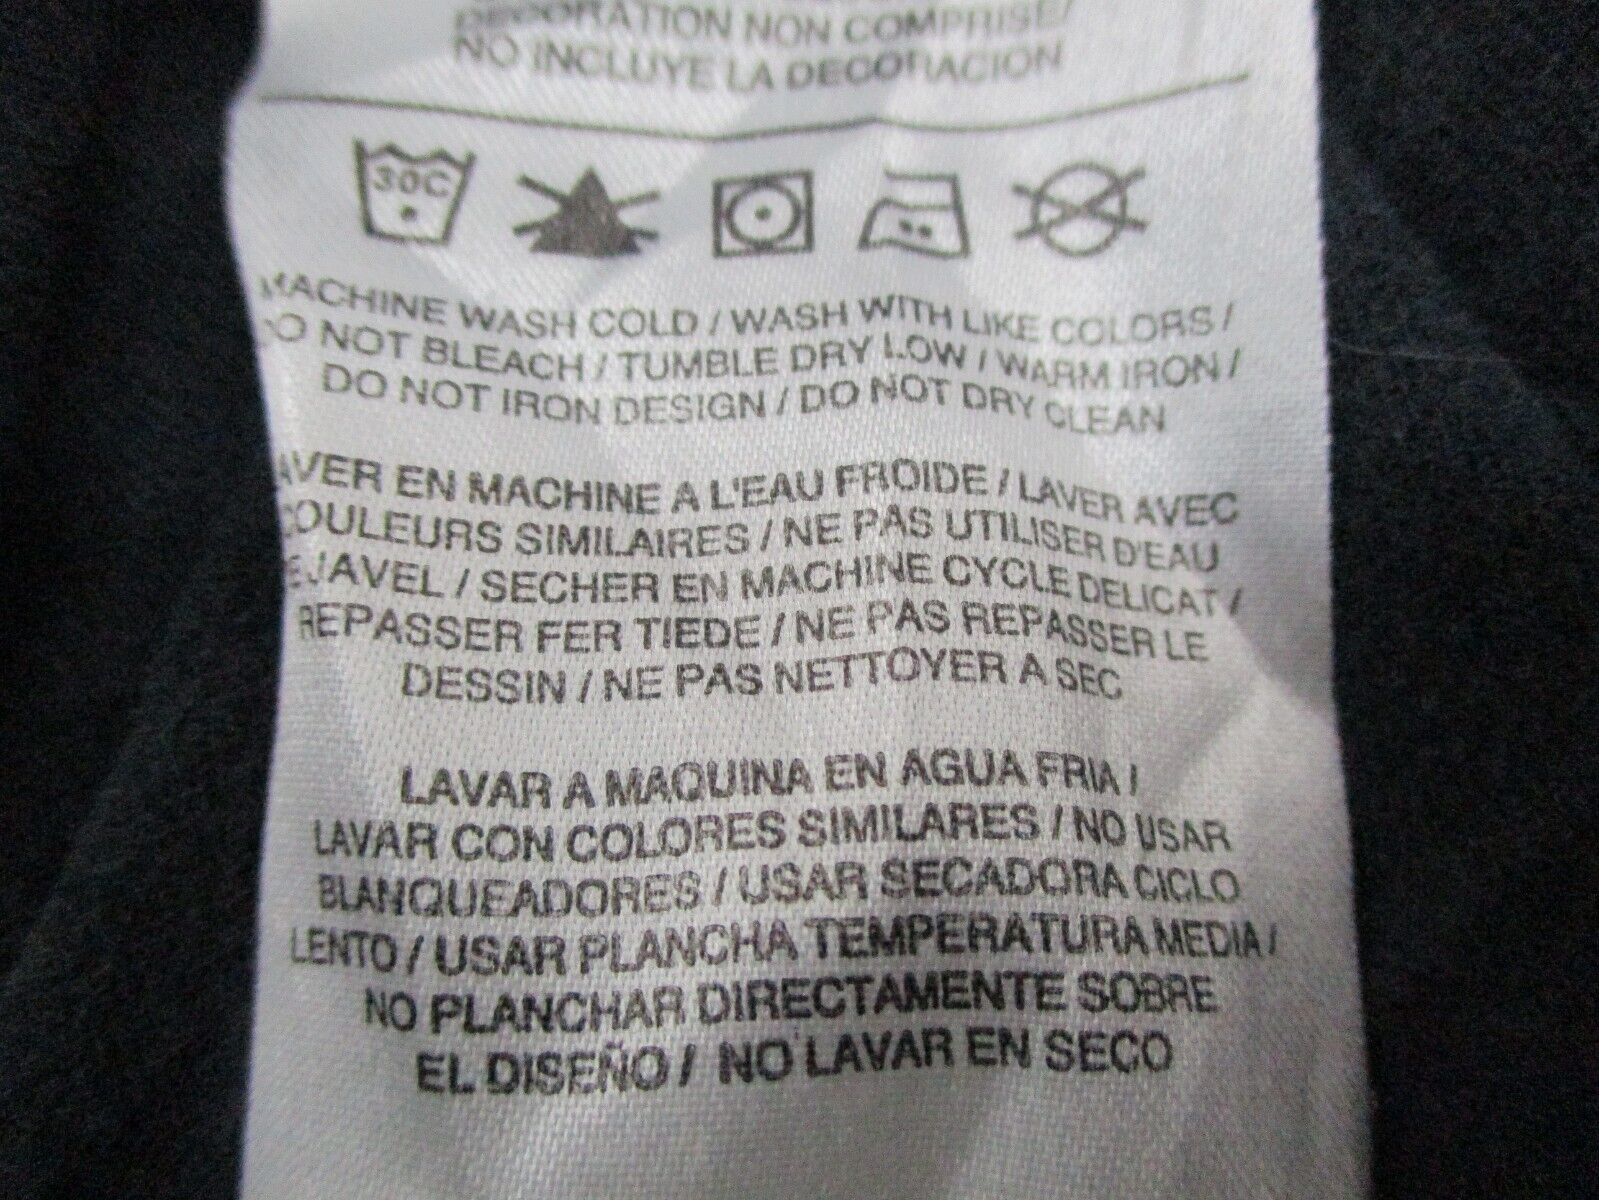 DECORATION NON COMPRISE/
NO INCLUYE LA DECORACION
30C
MACHINE WASH COLD / WASH WITH LIKE COLORS /
DO NOT BLEACH / TUMBLE DRY LOW / WARM IRON /
DO NOT IRON DESIGN / DO NOT DRY CLEAN
AVER EN MACHINE A L'EAU FROIDE / LAVER AVEC
COULEURS SIMILAIRES / NE PAS UTILISER D'EAU
E JAVEL / SECHER EN MACHINE CYCLE DELICAT /
REPASSER FER TIEDE / NE PAS REPASSER LE
DESSIN / NE PAS NETTOYER A SEC
LAVAR A MAQUINA EN AGUA FRIA /
LAVAR CON COLORES SIMILARES / NO USAR
BLANQUEADORES / USAR SECADORA CICLO
LENTO / USAR PLANCHA TEMPERATURA MEDIA /
NO PLANCHAR DIRECTAMENTE SOBRE
EL DISEÑO / NO LAVAR EN SECO